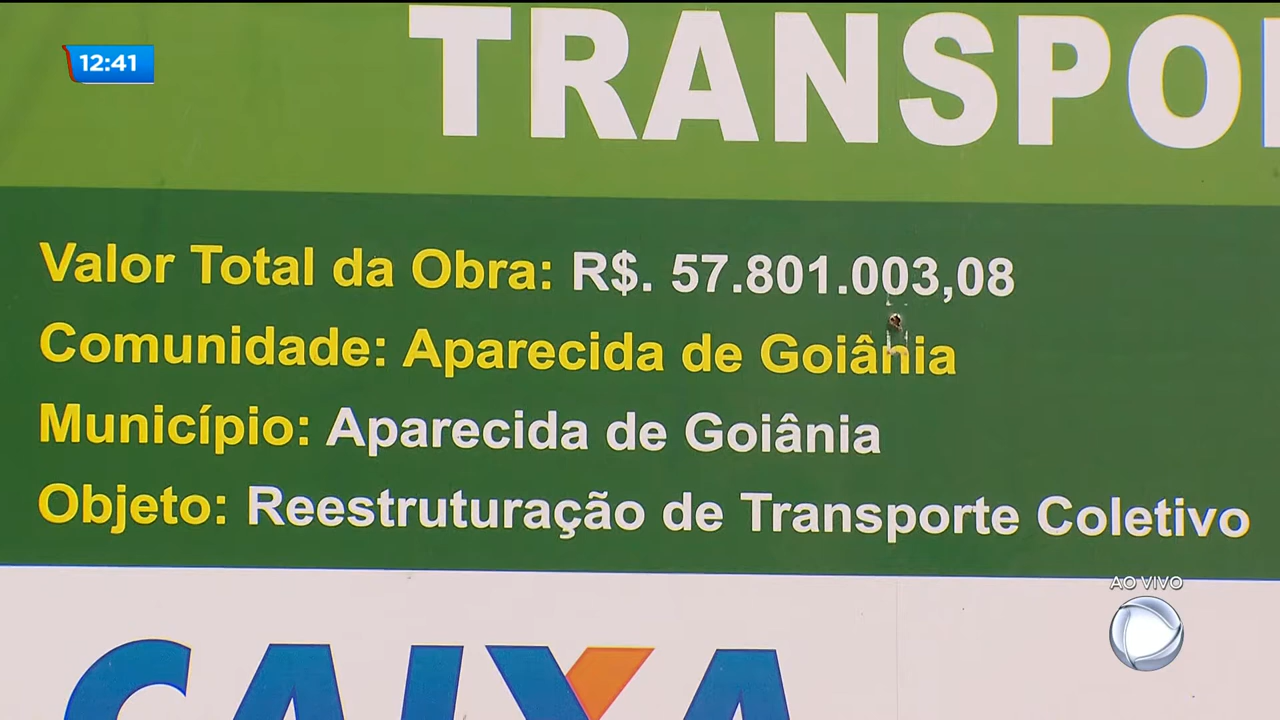 12:41
TRANSPO
Valor Total da Obra: R$. 57.801.003,08
Comunidade: Aparecida de Goiânia
Município: Aparecida de Goiânia
Objeto: Reestruturação de Transporte Coletivo
AO VIVO
CAIXA